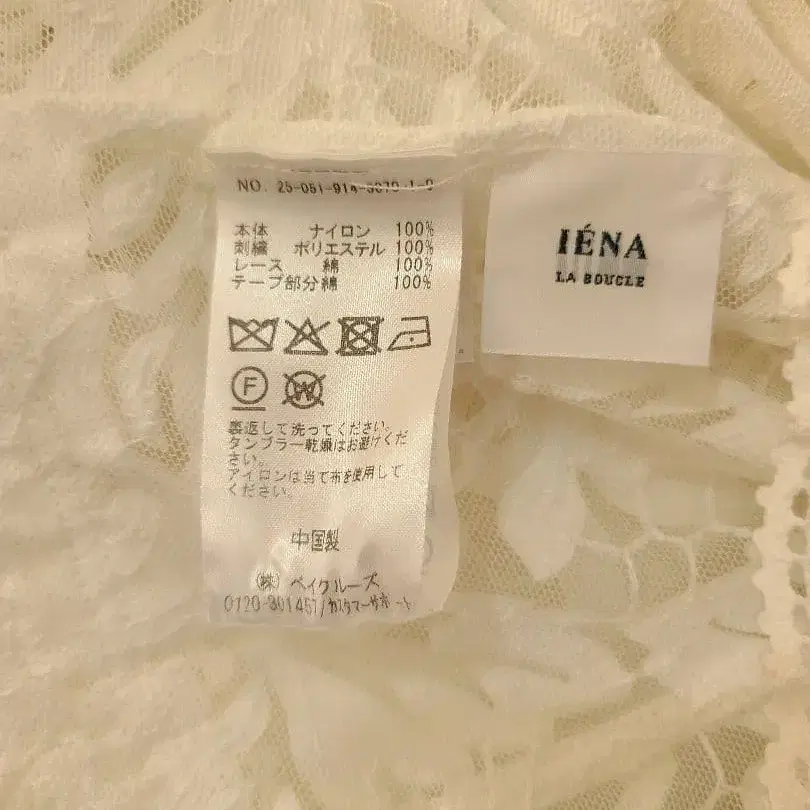 NO. 25-051-914-5070-1-0
本体 ナイロン 100%
刺繍 ポリエステル 100%
レース 綿 100%
テープ部分綿 100%
F
W
裏返して洗ってください。
タンブラー乾燥はお避けくだ
さい。
アイロンは当て布を使用して
ください。
中国製
㈱ ベイクルーズ
0120-301457/カスタマーサポート
IÉNA
LA BOUCLE